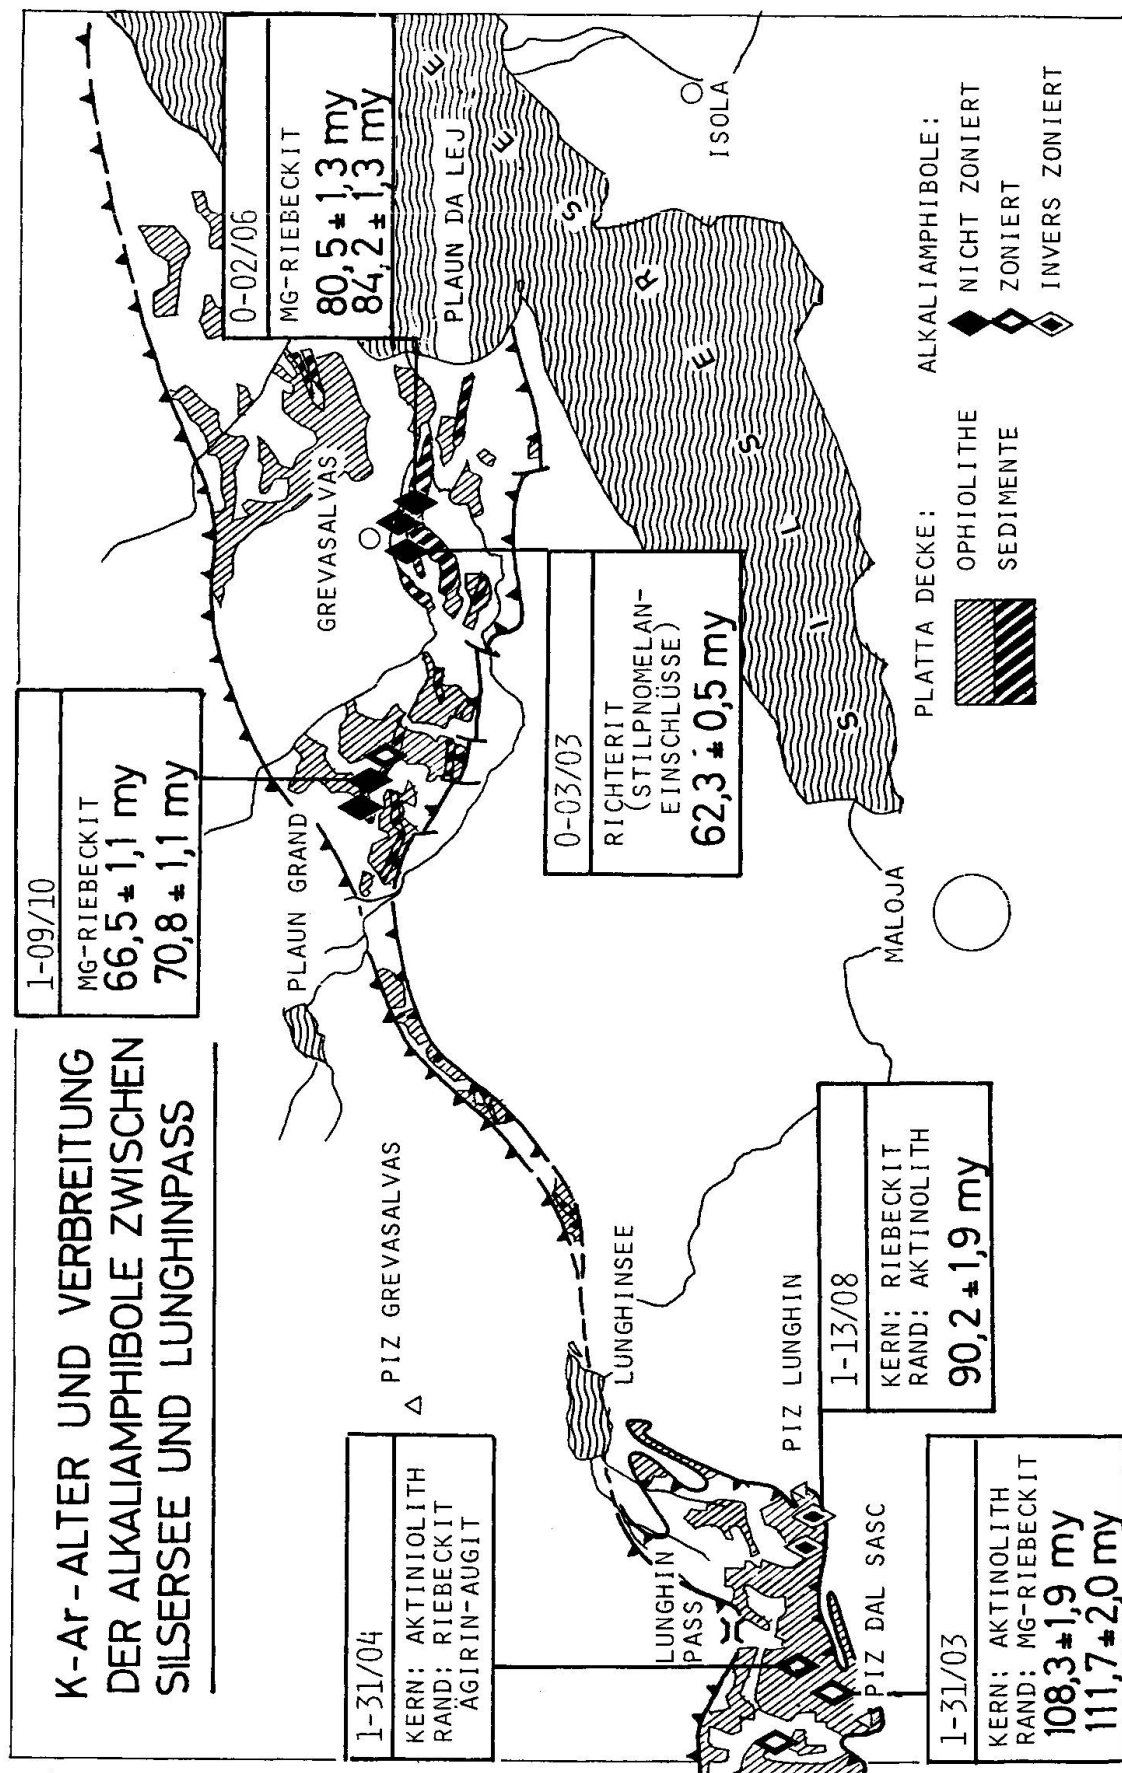 K-Ar-ALTER UND VERBREITUNG
DER ALKALIAMPHIBOLE ZWISCHEN
SILSERSEE UND LUNGHINPASS
1-09/10
MG-RIEBECKIT
66,5 ± 1,1 my
70,8 ± 1,1 my
0-02/06
MG-RIEBECKIT
80,5 ± 1,3 my
84,2 ± 1,3 my
1-31/04
KERN: AKTINIOLITH
RAND: RIEBECKIT
ÄGIRIN-AUGIT
PIZ GREVASALVAS
PLAUN GRAND
GREVASALVAS
PLAUN DA LEJ
0-03/03
RICHTERIT
(STILPNOMELAN-
EINSCHLÜSSE)
62,3 ± 0,5 my
SILSERSEE
ISOLA
LUNGHIN
PASS
LUNGHINSEE
PIZ LUNGHIN
1-13/08
KERN: RIEBECKIT
RAND: AKTINOLITH
90,2 ± 1,9 my
MALOJA
PIZ DAL SASC
1-31/03
KERN: AKTINOLITH
RAND: MG-RIEBECKIT
108,3 ± 1,9 my
111,7 ± 2,0 my
PLATTA DECKE:
OPHIOLITHE
SEDIMENTE
ALKALIAMPHIBOLE:
NICHT ZONIERT
ZONIERT
INVERS ZONIERT